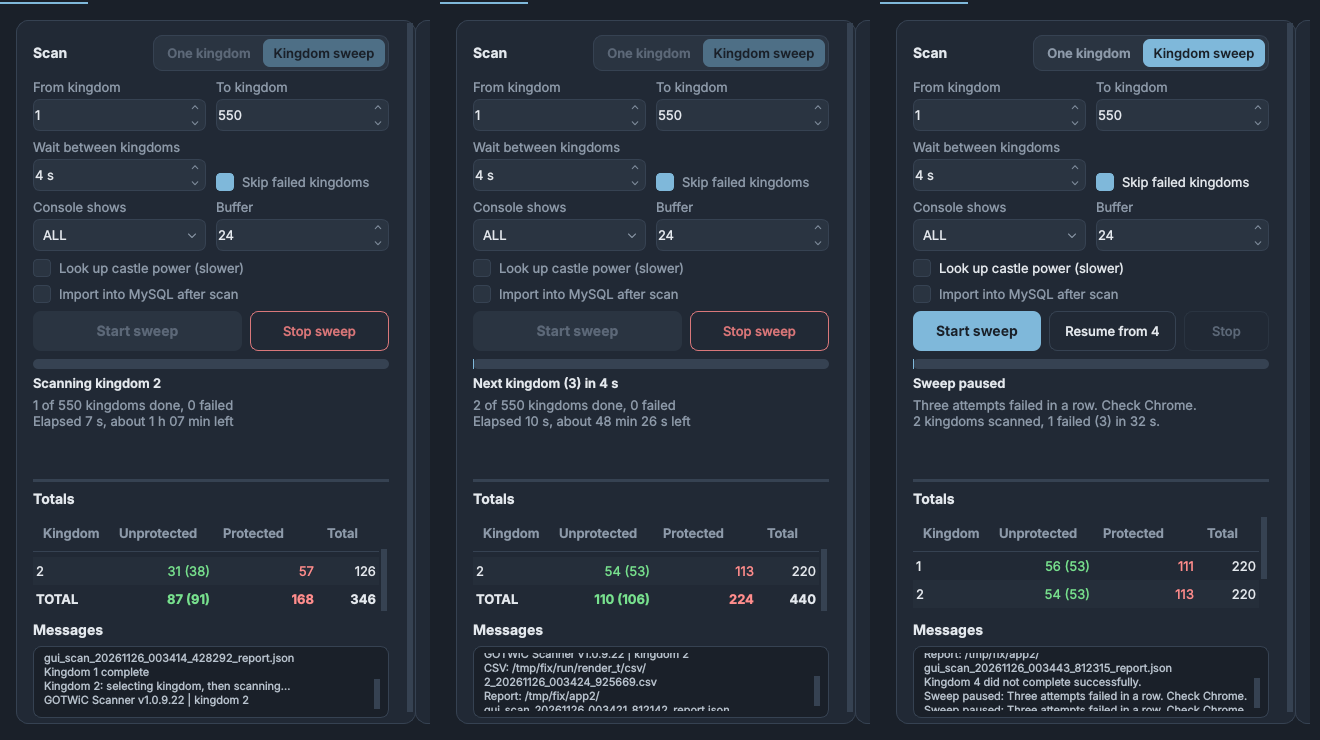 Scan One kingdom Kingdom sweep
From kingdom To kingdom
1 550
Wait between kingdoms
4 s Skip failed kingdoms
Console shows Buffer
ALL 24
Look up castle power (slower)
Import into MySQL after scan
Start sweep Stop sweep
Scanning kingdom 2
1 of 550 kingdoms done, 0 failed
Elapsed 7 s, about 1 h 07 min left
Totals
Kingdom Unprotected Protected Total
2 31 (38) 57 126
TOTAL 87 (91) 168 346
Messages
gui_scan_20261126_003414_428292_report.json
Kingdom 1 complete
Kingdom 2: selecting kingdom, then scanning...
GOTWiC Scanner v1.0.9.22 | kingdom 2
Scan One kingdom Kingdom sweep
From kingdom To kingdom
1 550
Wait between kingdoms
4 s Skip failed kingdoms
Console shows Buffer
ALL 24
Look up castle power (slower)
Import into MySQL after scan
Start sweep Stop sweep
Next kingdom (3) in 4 s
2 of 550 kingdoms done, 0 failed
Elapsed 10 s, about 48 min 26 s left
Totals
Kingdom Unprotected Protected Total
2 54 (53) 113 220
TOTAL 110 (106) 224 440
Messages
GOTWiC Scanner v1.0.9.22 | kingdom 2
CSV: /tmp/fix/run/render_t/csv/
2_20261126_003424_925669.csv
Report: /tmp/fix/app2/
gui_scan_20261126_003421_812142_report.json
Scan One kingdom Kingdom sweep
From kingdom To kingdom
1 550
Wait between kingdoms
4 s Skip failed kingdoms
Console shows Buffer
ALL 24
Look up castle power (slower)
Import into MySQL after scan
Start sweep Resume from 4 Stop
Sweep paused
Three attempts failed in a row. Check Chrome.
2 kingdoms scanned, 1 failed (3) in 32 s.
Totals
Kingdom Unprotected Protected Total
1 56 (53) 111 220
2 54 (53) 113 220
Messages
Report: /tmp/fix/app2/
gui_scan_20261126_003443_812315_report.json
Kingdom 4 did not complete successfully.
Sweep paused: Three attempts failed in a row. Check Chrome.
Sweep paused: Three attempts failed in a row. Check Chrome.